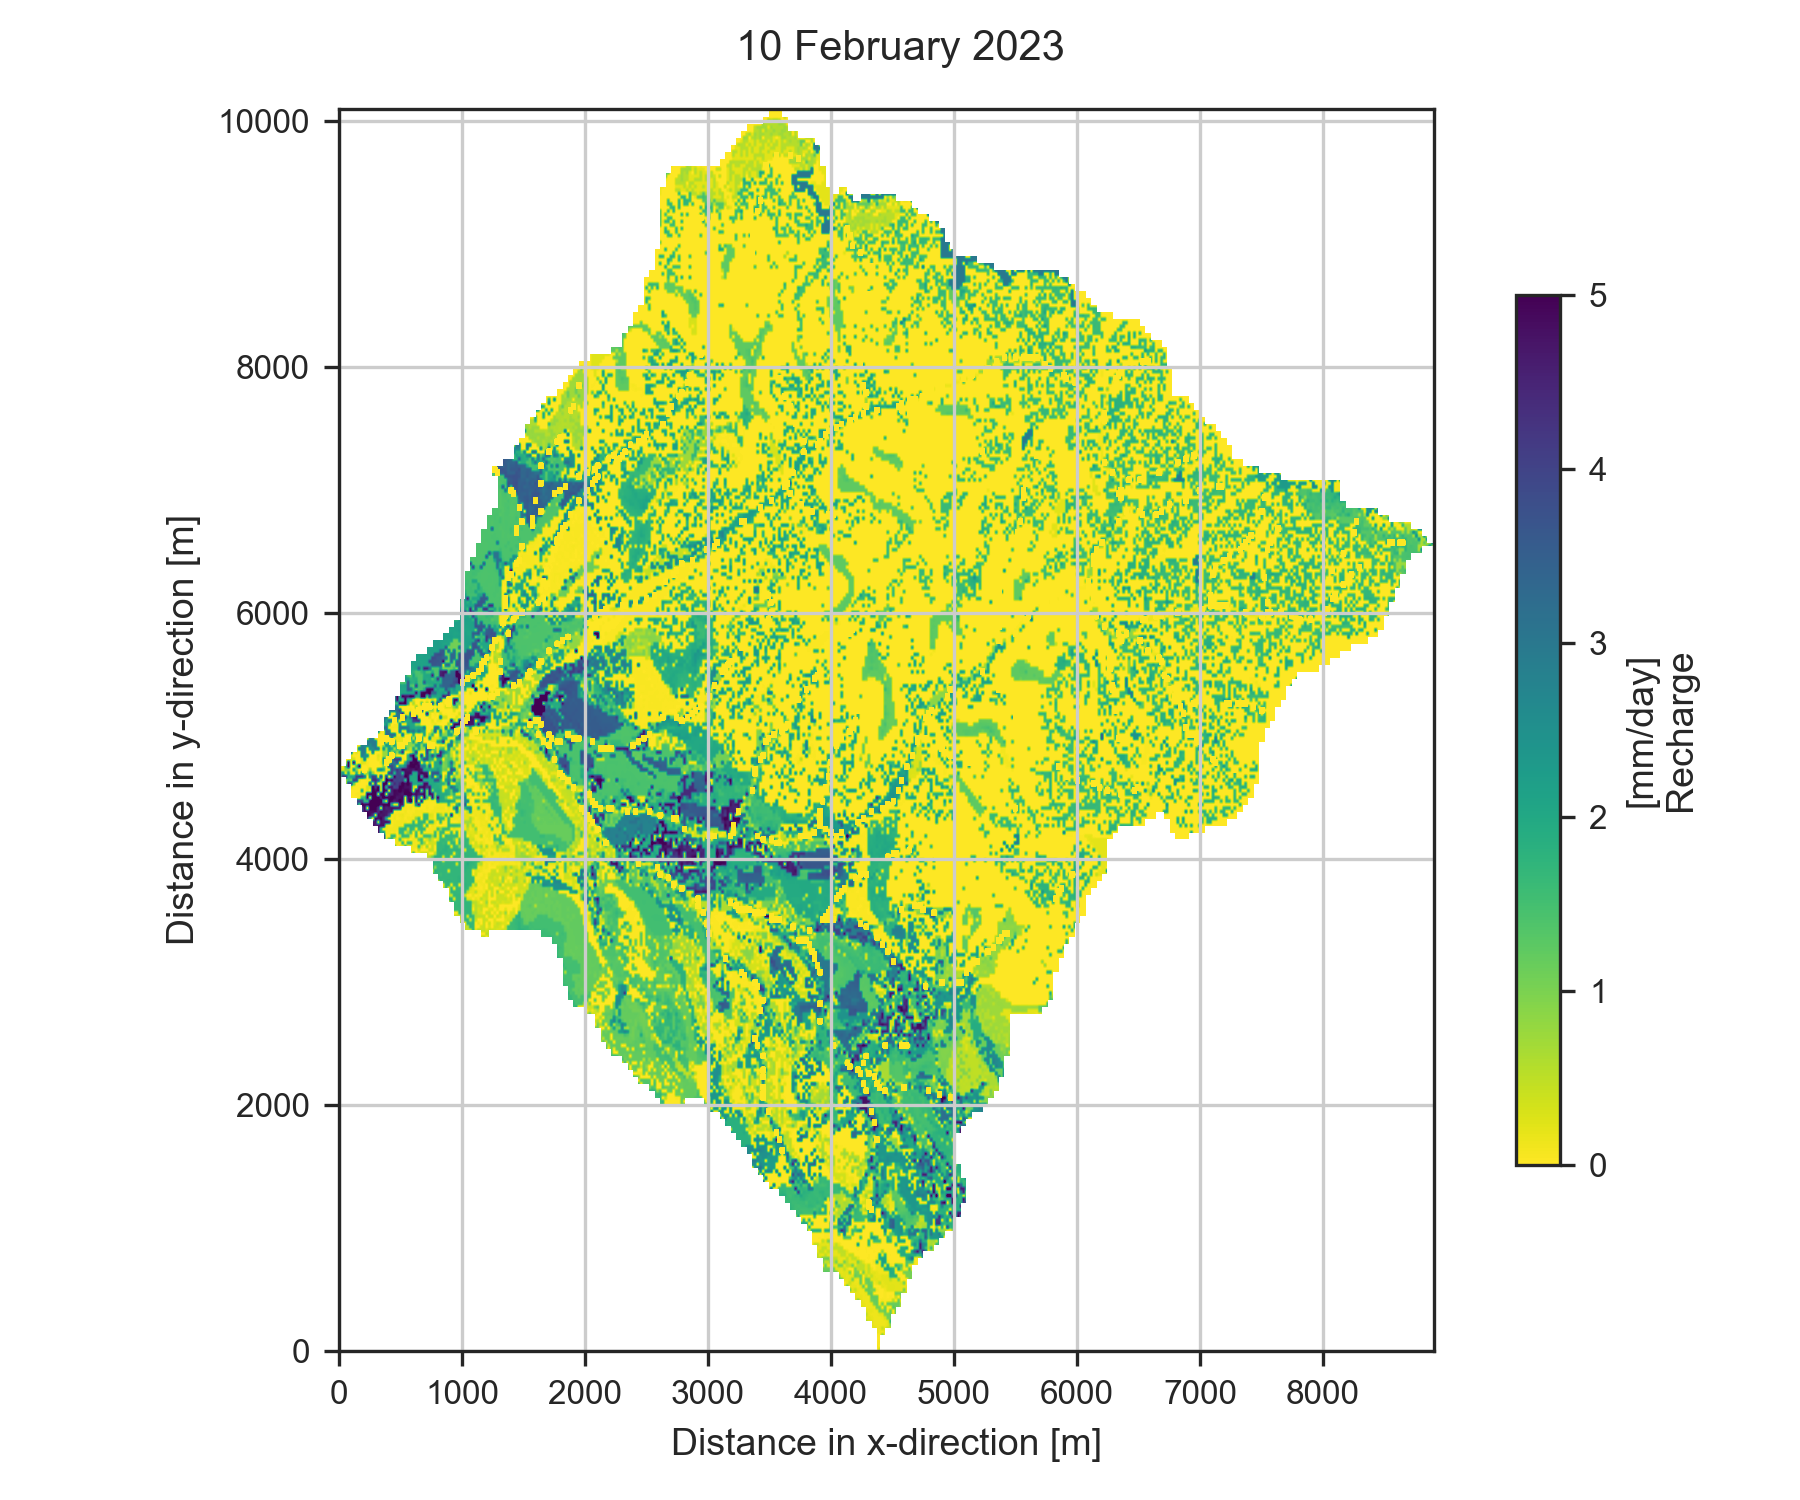 10 February 2023
10000
8000
6000
4000
2000
0
Distance in y-direction [m]
0 1000 2000 3000 4000 5000 6000 7000 8000
Distance in x-direction [m]
5
4
3
2
1
0
[mm/day]
Recharge